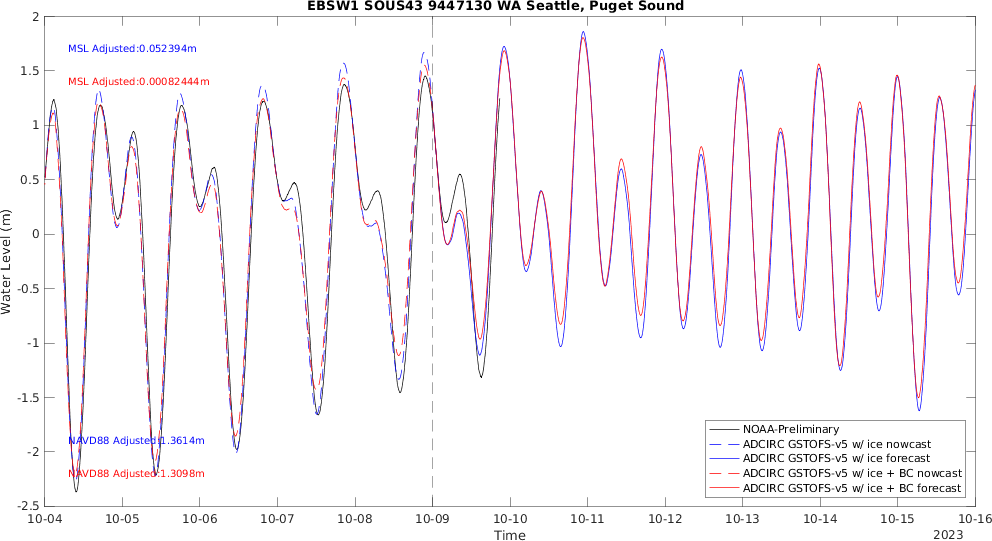 EBSW1 SOUS43 9447130 WA Seattle, Puget Sound
2
1.5
1
0.5
0
-0.5
-1
-1.5
-2
-2.5
Water Level (m)
MSL Adjusted:0.052394m
MSL Adjusted:0.00082444m
NAVD88 Adjusted:1.3614m
NAVD88 Adjusted:1.3098m
NOAA-Preliminary
ADCIRC GSTOFS-v5 w/ ice nowcast
ADCIRC GSTOFS-v5 w/ ice forecast
ADCIRC GSTOFS-v5 w/ ice + BC nowcast
ADCIRC GSTOFS-v5 w/ ice + BC forecast
10-04 10-05 10-06 10-07 10-08 10-09 10-10 10-11 10-12 10-13 10-14 10-15 10-16
Time
2023